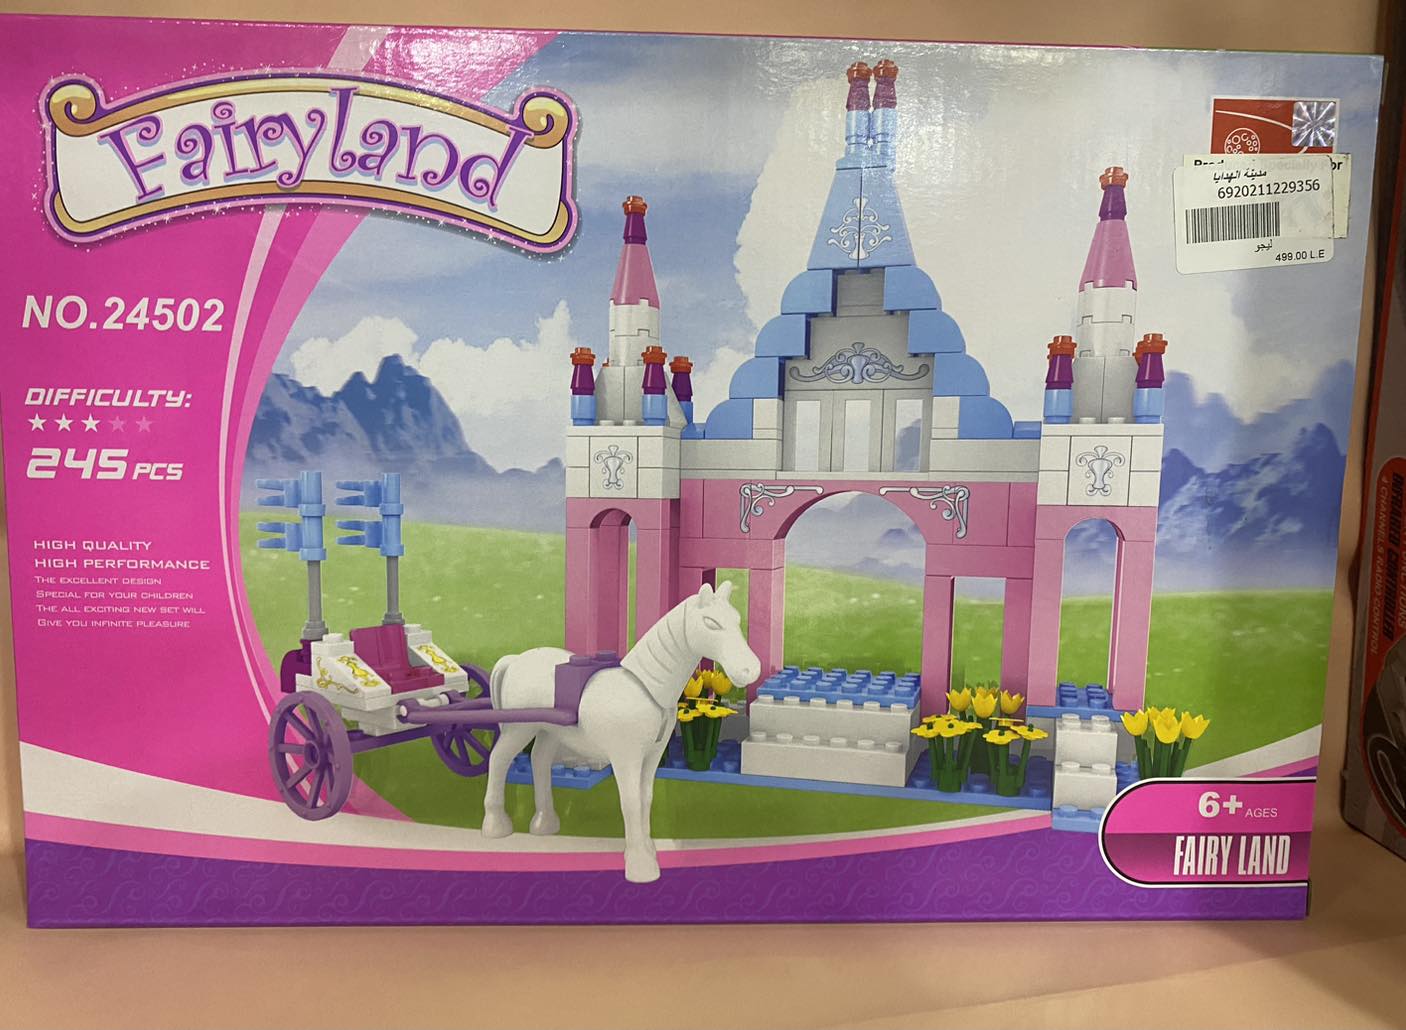 Fairyland
NO.24502
DIFFICULTY:
245 PCS
HIGH QUALITY
HIGH PERFORMANCE
THE EXCELLENT DESIGN
SPECIAL FOR YOUR CHILDREN
THE ALL EXCITING NEW SET WILL
GIVE YOU INFINITE PLEASURE
مدينة الهدايا
6920211229356
ليجو
499.00 L.E
6+ AGES
FAIRY LAND